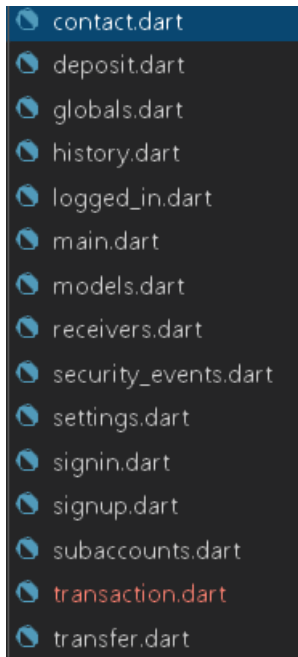 contact.dart
deposit.dart
globals.dart
history.dart
logged_in.dart
main.dart
models.dart
receivers.dart
security_events.dart
settings.dart
signin.dart
signup.dart
subaccounts.dart
transaction.dart
transfer.dart